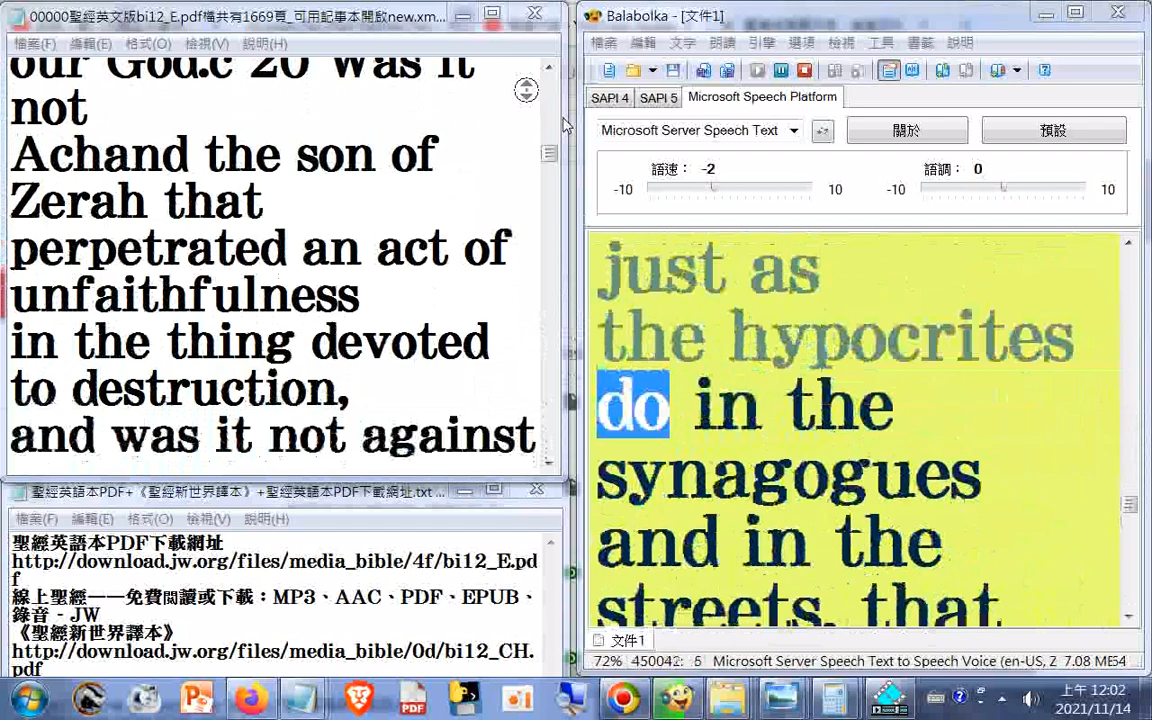 00000聖經英文版bi12_E.pdf檔共有1669頁_可用記事本開啟new.xm...
檔案(F) 編輯(E) 格式(O) 檢視(V) 說明(H)
our God.c 20 Was it
not
Achand the son of
Zerah that
perpetrated an act of
unfaithfulness
in the thing devoted
to destruction,
and was it not against
聖經英語本PDF+《聖經新世界譯本》+聖經英語本PDF下載網址.txt ...
檔案(F) 編輯(E) 格式(O) 檢視(V) 說明(H)
聖經英語本PDF下載網址
http://download.jw.org/files/media_bible/4f/bi12_E.pd
f
線上聖經——免費閱讀或下載：MP3、AAC、PDF、EPUB、
錄音 - JW
《聖經新世界譯本》
http://download.jw.org/files/media_bible/0d/bi12_CH.
pdf
Balabolka - [文件1]
檔案 編輯 文字 朗讀 引擎 選項 檢視 工具 書籤 說明
SAPI 4 SAPI 5 Microsoft Speech Platform
Microsoft Server Speech Text 關於 預設
語速： -2 語調： 0
-10 10 -10 10
just as
the hypocrites
do in the
synagogues
and in the
streets, that
文件1
72% 450042: 5 Microsoft Server Speech Text to Speech Voice (en-US, Z 7.08 ME54
上午 12:02
2021/11/14